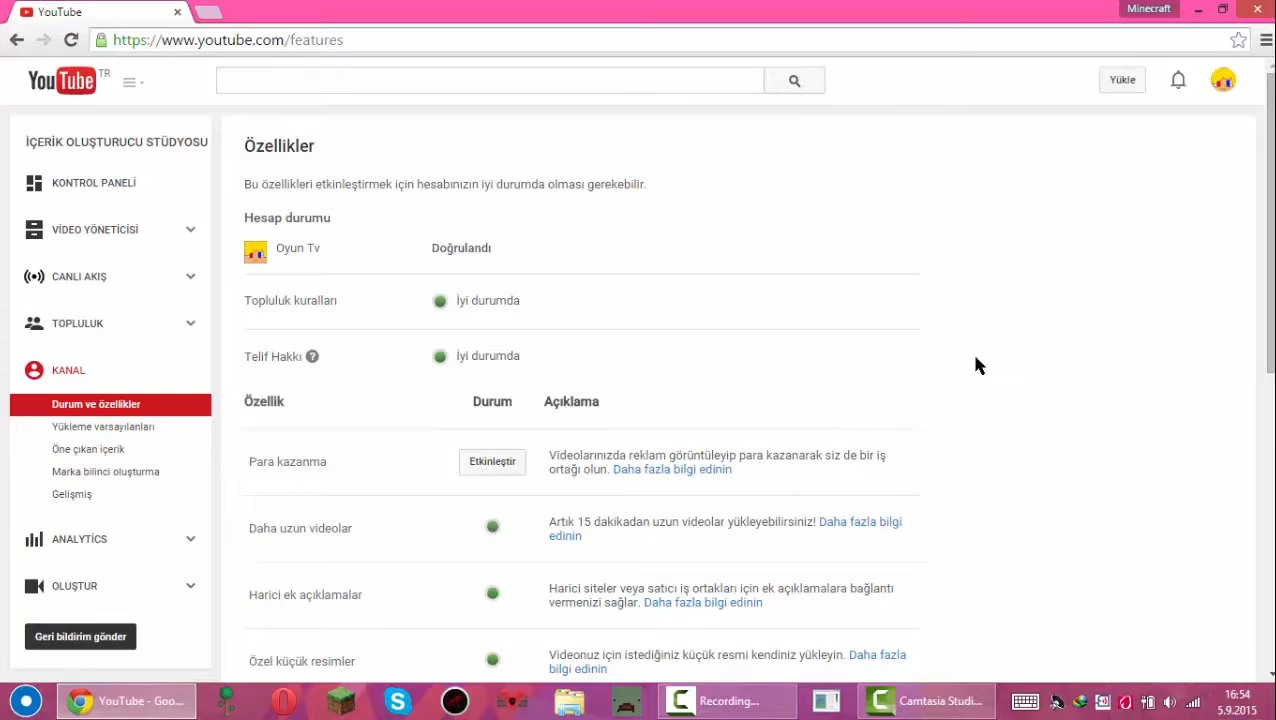 YouTube
Minecraft
https://www.youtube.com/features
YouTube TR
Yükle
İÇERİK OLUŞTURUCU STÜDYOSU
KONTROL PANELİ
VİDEO YÖNETİCİSİ
CANLI AKIŞ
TOPLULUK
KANAL
Durum ve özellikler
Yükleme varsayılanları
Öne çıkan içerik
Marka bilinci oluşturma
Gelişmiş
ANALYTICS
OLUŞTUR
Geri bildirim gönder
Özellikler
Bu özellikleri etkinleştirmek için hesabınızın iyi durumda olması gerekebilir.
Hesap durumu
Oyun Tv Doğrulandı
Topluluk kuralları İyi durumda
Telif Hakkı ? İyi durumda
Özellik Durum Açıklama
Para kazanma Etkinleştir Videolarınızda reklam görüntüleyip para kazanarak siz de bir iş
ortağı olun. Daha fazla bilgi edinin
Daha uzun videolar Artık 15 dakikadan uzun videolar yükleyebilirsiniz! Daha fazla bilgi
edinin
Harici ek açıklamalar Harici siteler veya satıcı iş ortakları için ek açıklamalara bağlantı
vermenizi sağlar. Daha fazla bilgi edinin
Özel küçük resimler Videonuz için istediğiniz küçük resmi kendiniz yükleyin. Daha fazla
bilgi edinin
YouTube - Goo...
Recording...
Camtasia Studi...
16:54
5.9.2015